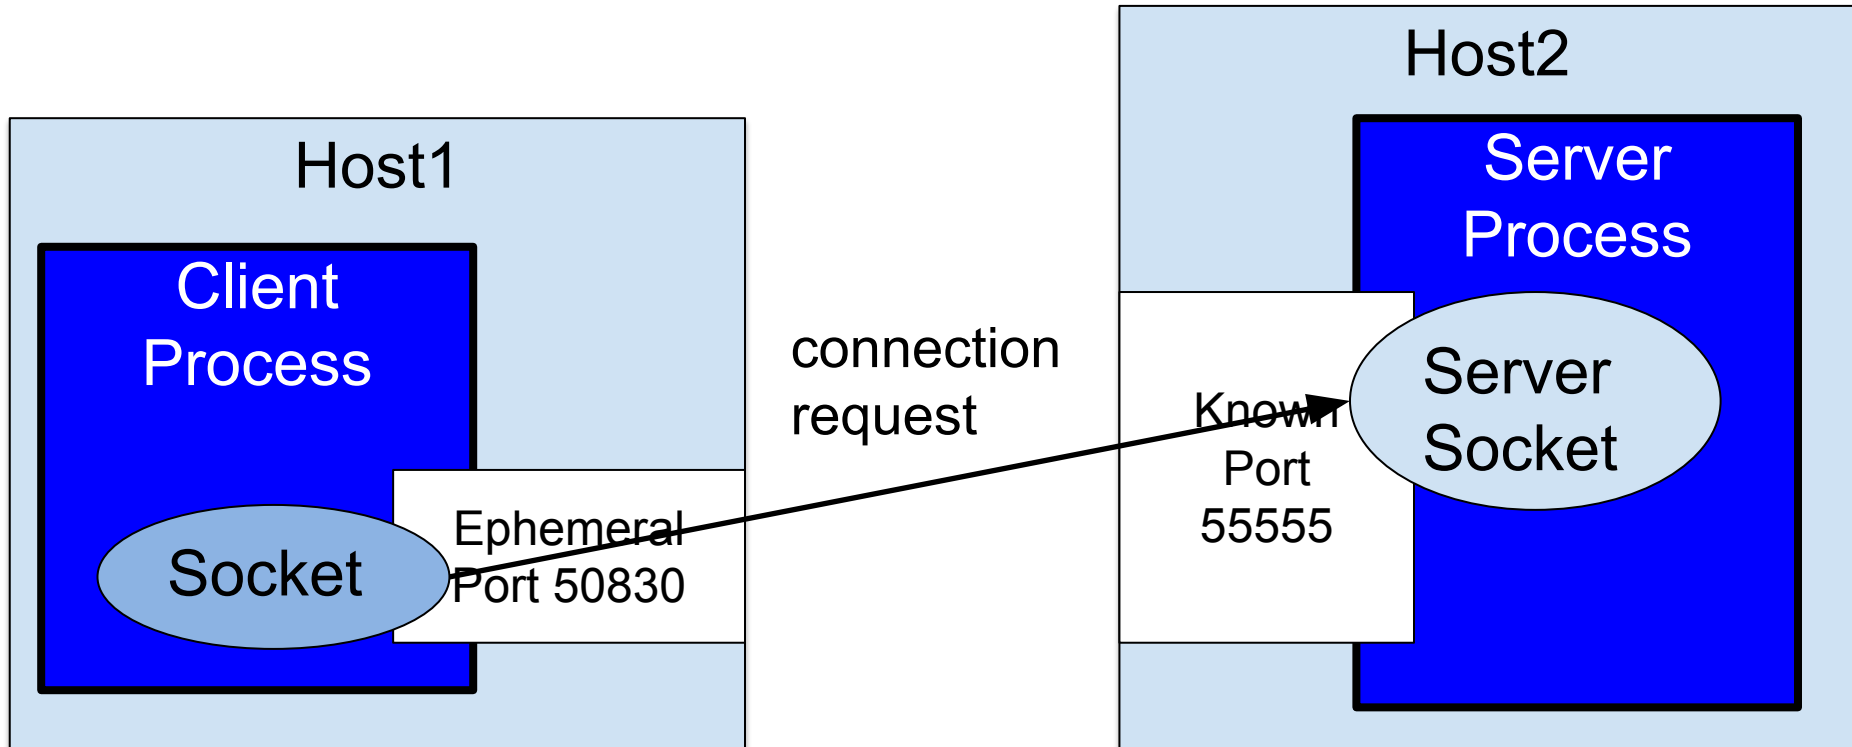 Host1
Client
Process
Socket
Ephemeral
Port 50830
connection
request
Host2
Server
Process
Known
Port
55555
Server
Socket